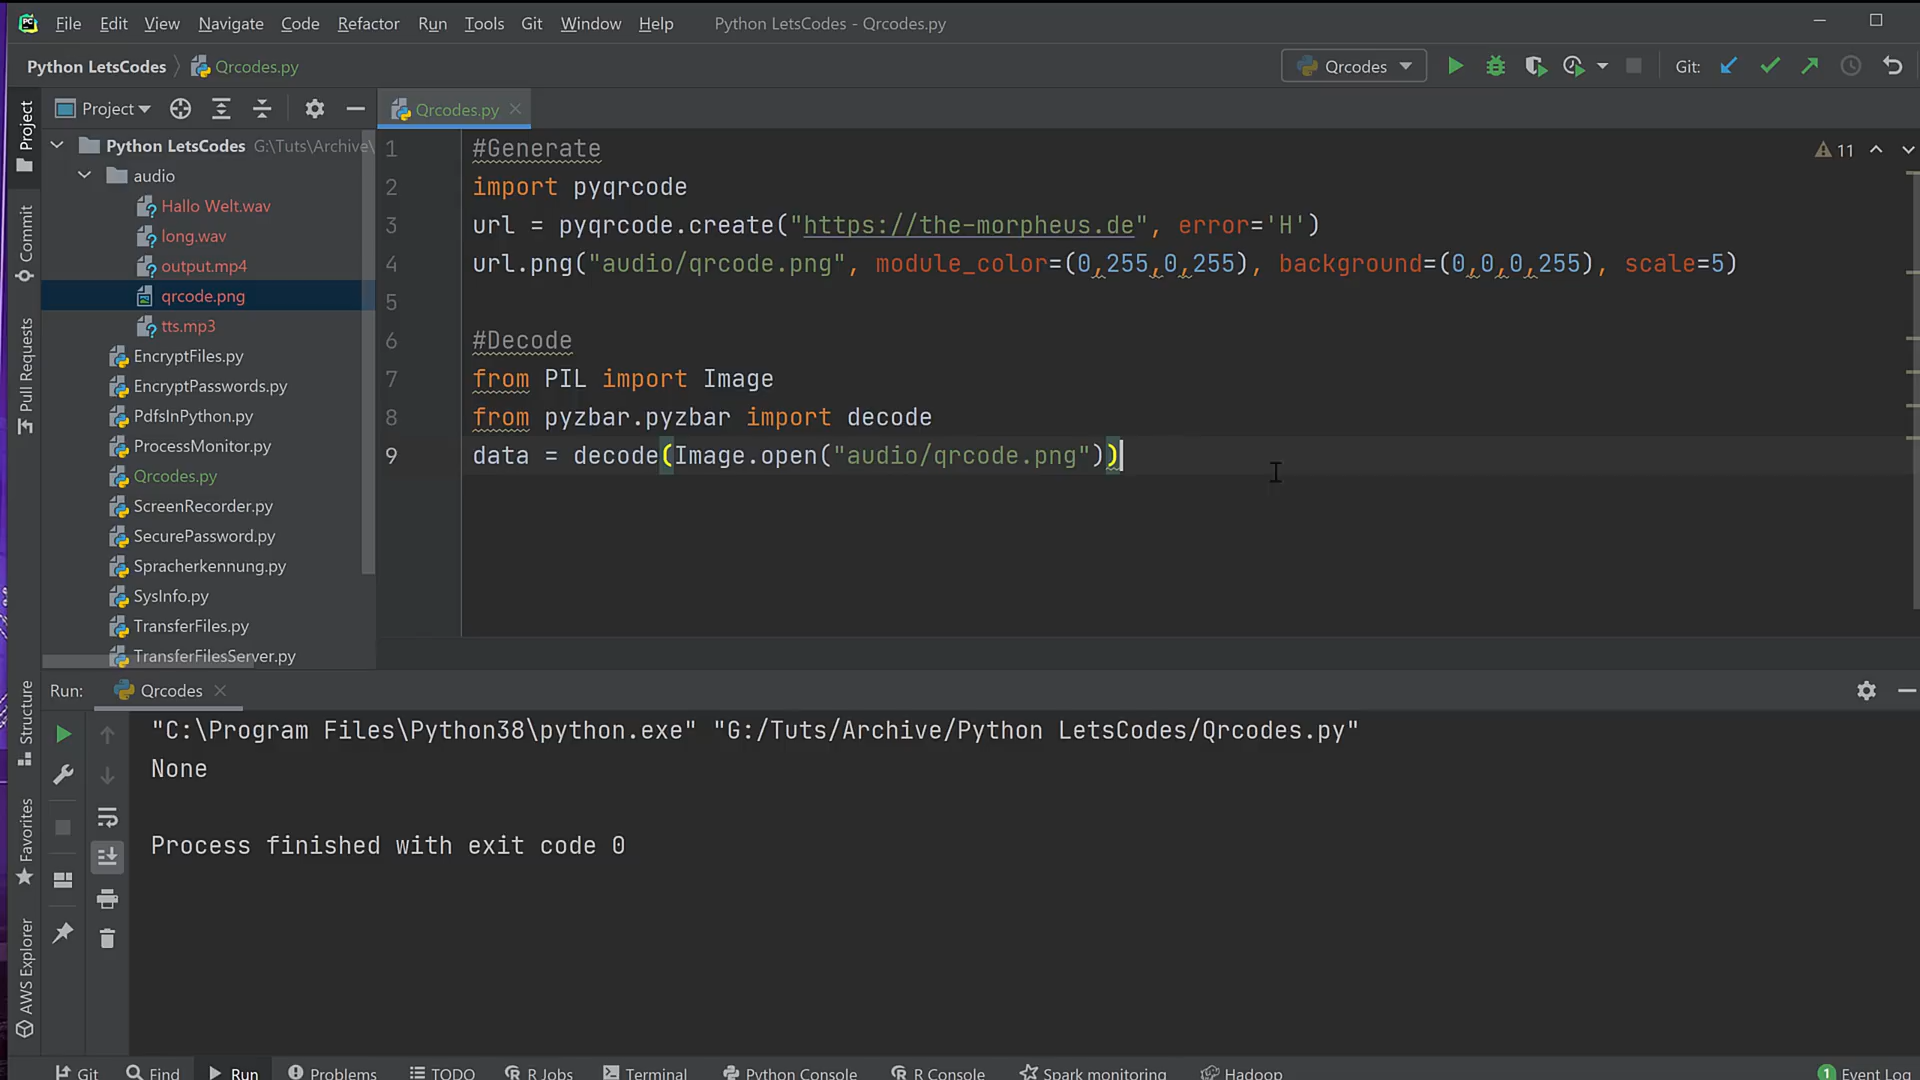 File Edit View Navigate Code Refactor Run Tools Git Window Help Python LetsCodes - Qrcodes.py
Python LetsCodes Qrcodes.py Qrcodes Git:
Project Qrcodes.py
Python LetsCodes G:\Tuts\Archive\
audio
Hallo Welt.wav
long.wav
output.mp4
qrcode.png
tts.mp3
EncryptFiles.py
EncryptPasswords.py
PdfsInPython.py
ProcessMonitor.py
Qrcodes.py
ScreenRecorder.py
SecurePassword.py
Spracherkennung.py
SysInfo.py
TransferFiles.py
TransferFilesServer.py
Project
Commit
Pull Requests
Structure
Favorites
AWS Explorer
11
1 #Generate
2 import pyqrcode
3 url = pyqrcode.create("https://the-morpheus.de", error='H')
4 url.png("audio/qrcode.png", module_color=(0,255,0,255), background=(0,0,0,255), scale=5)
5
6 #Decode
7 from PIL import Image
8 from pyzbar.pyzbar import decode
9 data = decode(Image.open("audio/qrcode.png"))
Run: Qrcodes
"C:\Program Files\Python38\python.exe" "G:/Tuts/Archive/Python LetsCodes/Qrcodes.py"
None
Process finished with exit code 0
Git Find Run Problems TODO R Jobs Terminal Python Console R Console Spark monitoring Hadoop 1 Event Log